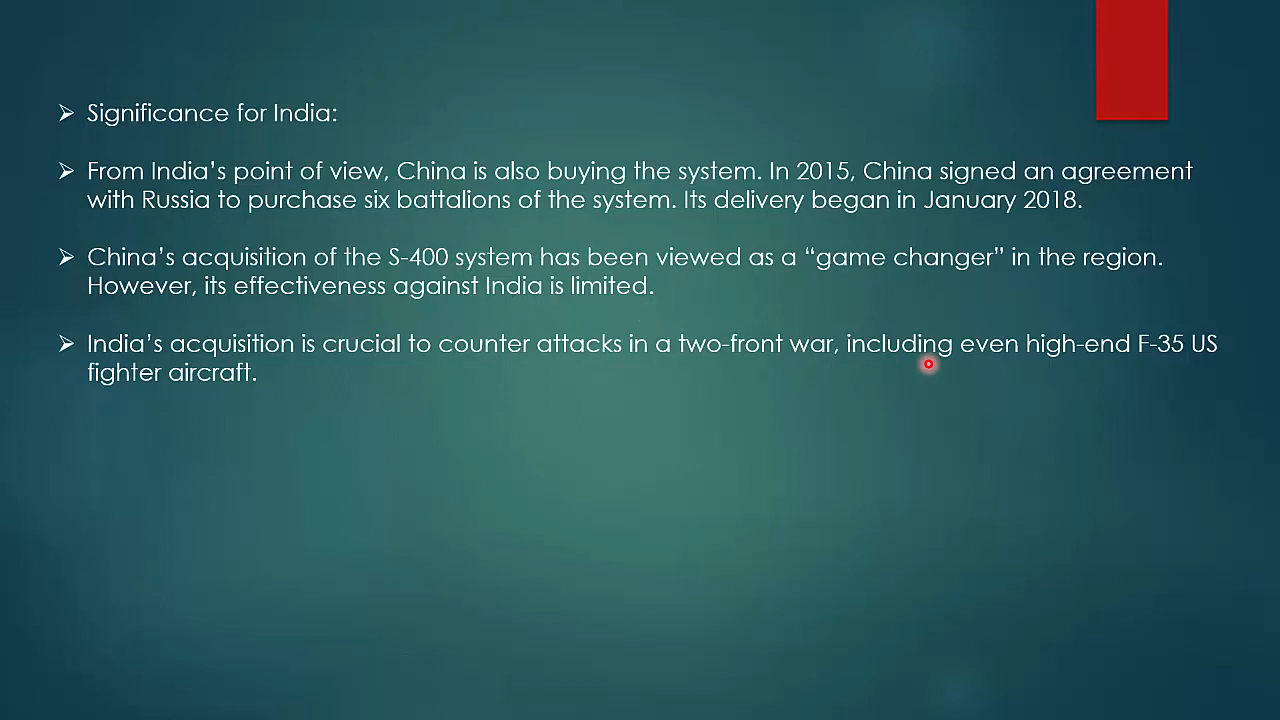 Significance for India:
From India’s point of view, China is also buying the system. In 2015, China signed an agreement
with Russia to purchase six battalions of the system. Its delivery began in January 2018.
China’s acquisition of the S-400 system has been viewed as a “game changer” in the region.
However, its effectiveness against India is limited.
India’s acquisition is crucial to counter attacks in a two-front war, including even high-end F-35 US
fighter aircraft.